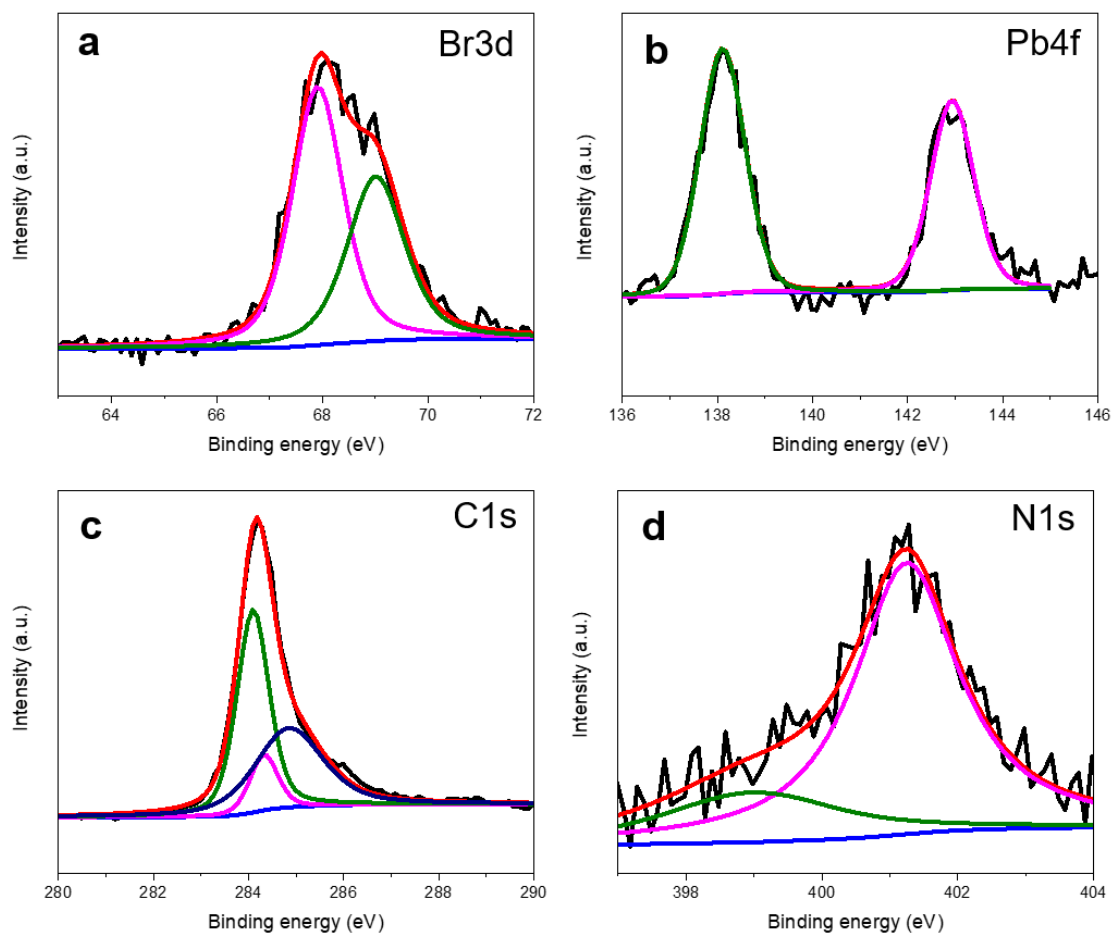 a
Br3d
Intensity (a.u.)
64 66 68 70 72
Binding energy (eV)
b
Pb4f
Intensity (a.u.)
136 138 140 142 144 146
Binding energy (eV)
c
C1s
Intensity (a.u.)
280 282 284 286 288 290
Binding energy (eV)
d
N1s
Intensity (a.u.)
398 400 402 404
Binding energy (eV)